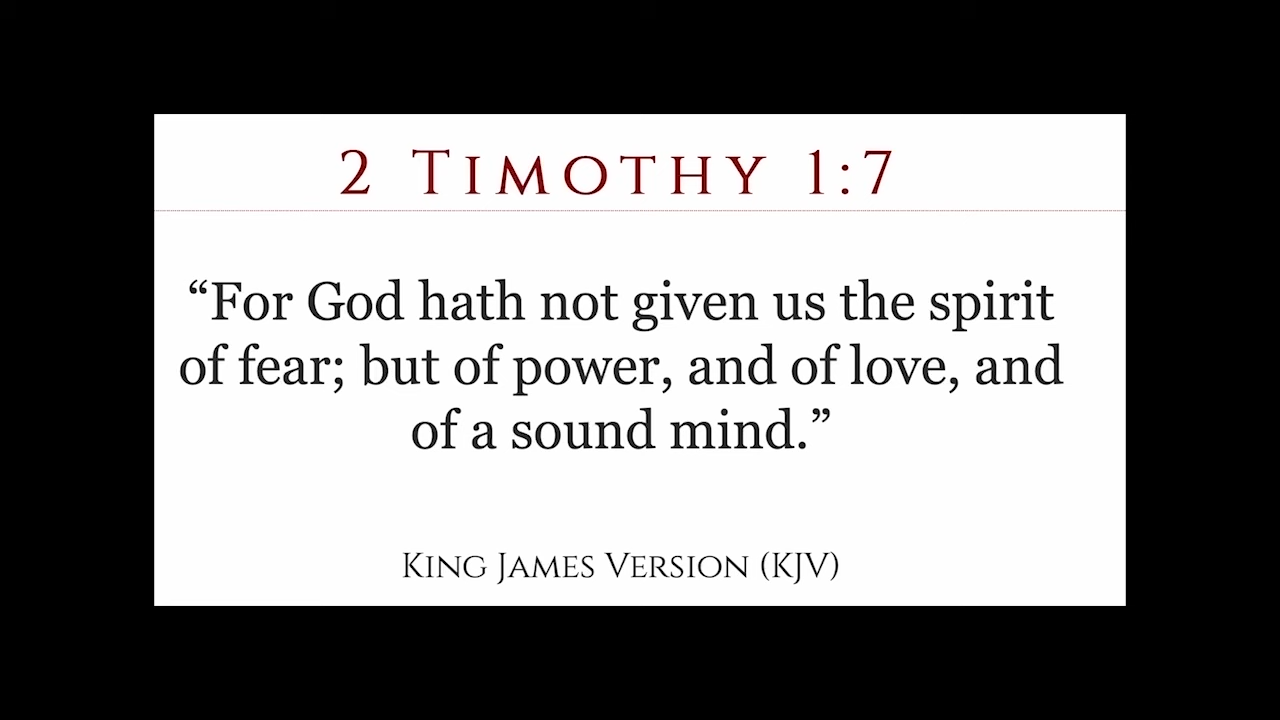 2 TIMOTHY 1:7
“For God hath not given us the spirit
of fear; but of power, and of love, and
of a sound mind.”
KING JAMES VERSION (KJV)